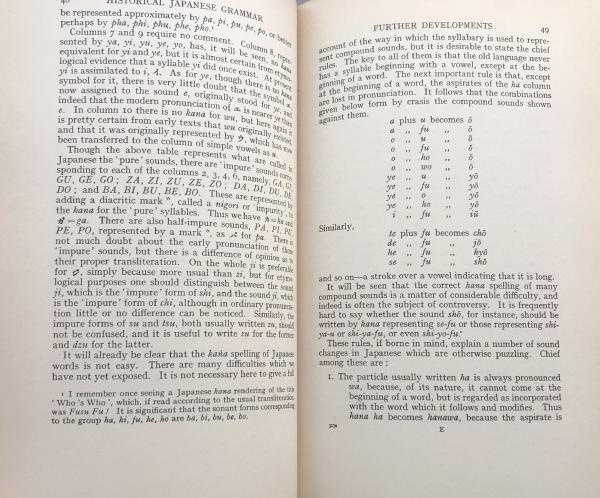 HISTORICAL JAPANESE GRAMMAR
be represented approximately by pa, pi, pu, pe, po, or better
perhaps by pha, phi, phu, phe, pho.¹
Columns 7 and 9 require no comment. Column 8, repre-
sented by ya, yi, yu, ye, yo, has, it will be seen, no kana
equivalent for yi and ye, but it is almost certain from etymo-
logical evidence that a syllable yi did once exist. At present
yi is assimilated to i, イ. As for ye, though there is no kana
symbol for it, there is very little doubt that the symbol エ
now assigned to the sound e, originally stood for ye, and
indeed that the modern pronunciation of エ is nearer ye than
e. In column 10 there is no kana for wu, but here again it
is pretty certain from early texts that wu originally existed,
and that it was originally represented by ウ, which has now
been transferred to the column of simple vowels as u.
Though the above table represents what are called in
Japanese the 'pure' sounds, there are 'impure' sounds corre-
sponding to each of the columns 2, 3, 4, 6, namely, GA, GI,
GU, GE, GO; ZA, ZI, ZU, ZE, ZO; DA, DI, DU, DE,
DO; and BA, BI, BU, BE, BO. These are represented by
adding a diacritic mark ゛, called a nigori or 'impurity', to
the kana for the 'pure' syllables. Thus we have カ = ka and
ガ = ga. There are also half-impure sounds, PA, PI, PU,
PE, PO, represented by a mark ゜, as パ for pa. There is
not much doubt about the early pronunciation of these
'impure' sounds, but there is a difference of opinion as to
their proper transliteration. On the whole ji is preferable
for ジ, simply because more usual than zi, but for etymo-
logical purposes one should distinguish between the sound
ji, which is the 'impure' form of shi, and the sound ji, which
is the 'impure' form of chi, although in ordinary pronuncia-
tion little or no difference can be noticed. Similarly, the
impure forms of su and tsu, both usually written zu, should
not be confused, and it is useful to write zu for the former
and dzu for the latter.
It will already be clear that the kana spelling of Japanese
words is not easy. There are many difficulties which we
have not yet exposed. It is not necessary here to give a full
¹ I remember once seeing a Japanese kana rendering of the title
'Who's Who', which, if read according to the usual transliteration,
was Fusu Fu! It is significant that the sonant forms corresponding
to the group ha, hi, fu, he, ho are ba, bi, bu, be, bo.
FURTHER DEVELOPMENTS 49
account of the way in which the syllabary is used to repre-
sent compound sounds, but it is desirable to state the chief
rules. The key to all of them is that the old language never
has a syllable beginning with a vowel, except at the be-
ginning of a word. The next important rule is that, except
at the beginning of a word, the aspirates of the ha column
are lost in pronunciation. It follows that the combinations
given below form by crasis the compound sounds shown
against them.
a plus u becomes ō
a ,, fu ,, ō
o ,, u ,, ō
o ,, fu ,, ō
o ,, ho ,, ō
o ,, wo ,, ō
ye ,, u ,, yō
ye ,, fu ,, yō
ye ,, o ,, yō
ye ,, ho ,, yō
i ,, fu ,, iū
Similarly,
te plus fu becomes chō
de ,, fu ,, jō
he ,, fu ,, hyō
se ,, fu ,, shō
and so on—a stroke over a vowel indicating that it is long.
It will be seen that the correct kana spelling of many
compound sounds is a matter of considerable difficulty, and
indeed is often the subject of controversy. It is frequently
hard to say whether the sound shō, for instance, should be
written by kana representing se-fu or those representing shi-
ya-u or shi-ya-fu, or even shi-yo-fu.
These rules, if borne in mind, explain a number of sound
changes in Japanese which are otherwise puzzling. Chief
among these are:
1. The particle usually written ha is always pronounced
wa, because, of its nature, it cannot come at the
beginning of a word, but is regarded as incorporated
with the word which it follows and modifies. Thus
hana ha becomes hanawa, because the aspirate is
E